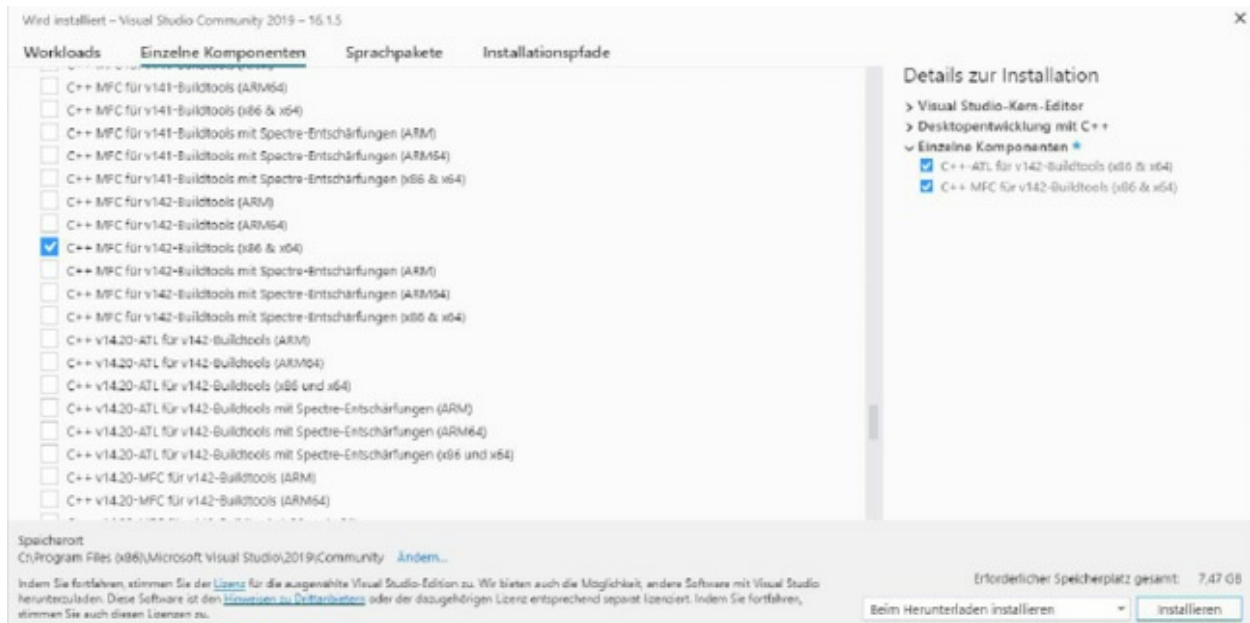 Wird installiert – Visual Studio Community 2019 – 16.1.5
Workloads Einzelne Komponenten Sprachpakete Installationspfade
C++ MFC für v141-Buildtools (ARM64)
C++ MFC für v141-Buildtools (x86 & x64)
C++ MFC für v141-Buildtools mit Spectre-Entschärfungen (ARM)
C++ MFC für v141-Buildtools mit Spectre-Entschärfungen (ARM64)
C++ MFC für v141-Buildtools mit Spectre-Entschärfungen (x86 & x64)
C++ MFC für v142-Buildtools (ARM)
C++ MFC für v142-Buildtools (ARM64)
C++ MFC für v142-Buildtools (x86 & x64)
C++ MFC für v142-Buildtools mit Spectre-Entschärfungen (ARM)
C++ MFC für v142-Buildtools mit Spectre-Entschärfungen (ARM64)
C++ MFC für v142-Buildtools mit Spectre-Entschärfungen (x86 & x64)
C++ v14.20-ATL für v142-Buildtools (ARM)
C++ v14.20-ATL für v142-Buildtools (ARM64)
C++ v14.20-ATL für v142-Buildtools (x86 und x64)
C++ v14.20-ATL für v142-Buildtools mit Spectre-Entschärfungen (ARM)
C++ v14.20-ATL für v142-Buildtools mit Spectre-Entschärfungen (ARM64)
C++ v14.20-ATL für v142-Buildtools mit Spectre-Entschärfungen (x86 und x64)
C++ v14.20-MFC für v142-Buildtools (ARM)
C++ v14.20-MFC für v142-Buildtools (ARM64)
Details zur Installation
Visual Studio-Kern-Editor
Desktopentwicklung mit C++
Einzelne Komponenten *
C++-ATL für v142-Buildtools (x86 & x64)
C++ MFC für v142-Buildtools (x86 & x64)
Speicherort
C:\Program Files (x86)\Microsoft Visual Studio\2019\Community Ändern...
Indem Sie fortfahren, stimmen Sie der Lizenz für die ausgewählte Visual Studio-Edition zu. Wir bieten auch die Möglichkeit, andere Software mit Visual Studio
herunterzuladen. Diese Software ist den Hinweisen zu Drittanbietern oder der dazugehörigen Lizenz entsprechend separat lizenziert. Indem Sie fortfahren,
stimmen Sie auch diesen Lizenzen zu.
Erforderlicher Speicherplatz gesamt: 7,47 GB
Beim Herunterladen installieren Installieren